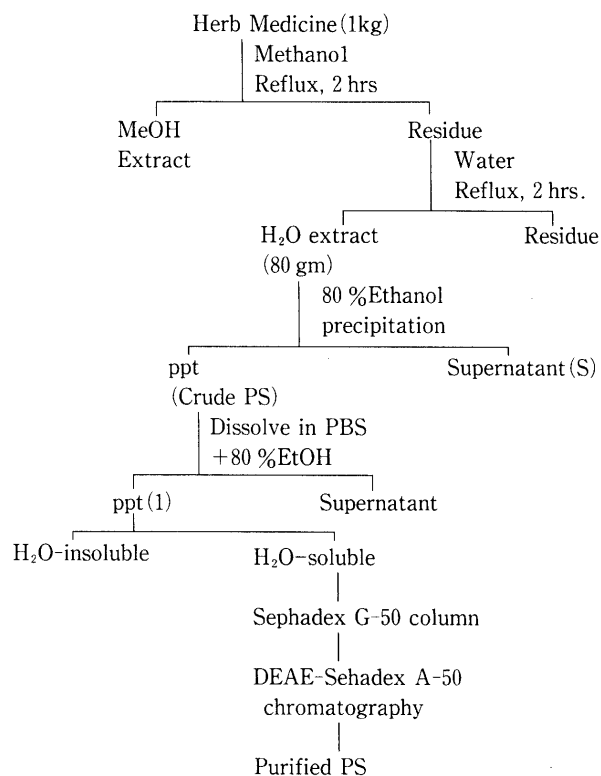 Herb Medicine(1kg)
Methanol
Reflux, 2 hrs
MeOH
Extract
Residue
Water
Reflux, 2 hrs.
H₂O extract
(80 gm)
Residue
80 %Ethanol
precipitation
ppt
(Crude PS)
Supernatant(S)
Dissolve in PBS
+80 %EtOH
ppt(1)
Supernatant
H₂O-insoluble
H₂O-soluble
Sephadex G-50 column
DEAE-Sehadex A-50
chromatography
Purified PS